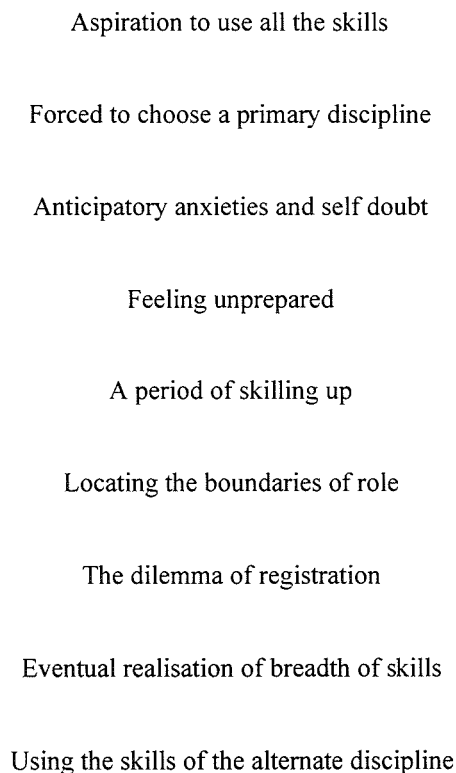 Aspiration to use all the skills
Forced to choose a primary discipline
Anticipatory anxieties and self doubt
Feeling unprepared
A period of skilling up
Locating the boundaries of role
The dilemma of registration
Eventual realisation of breadth of skills
Using the skills of the alternate discipline